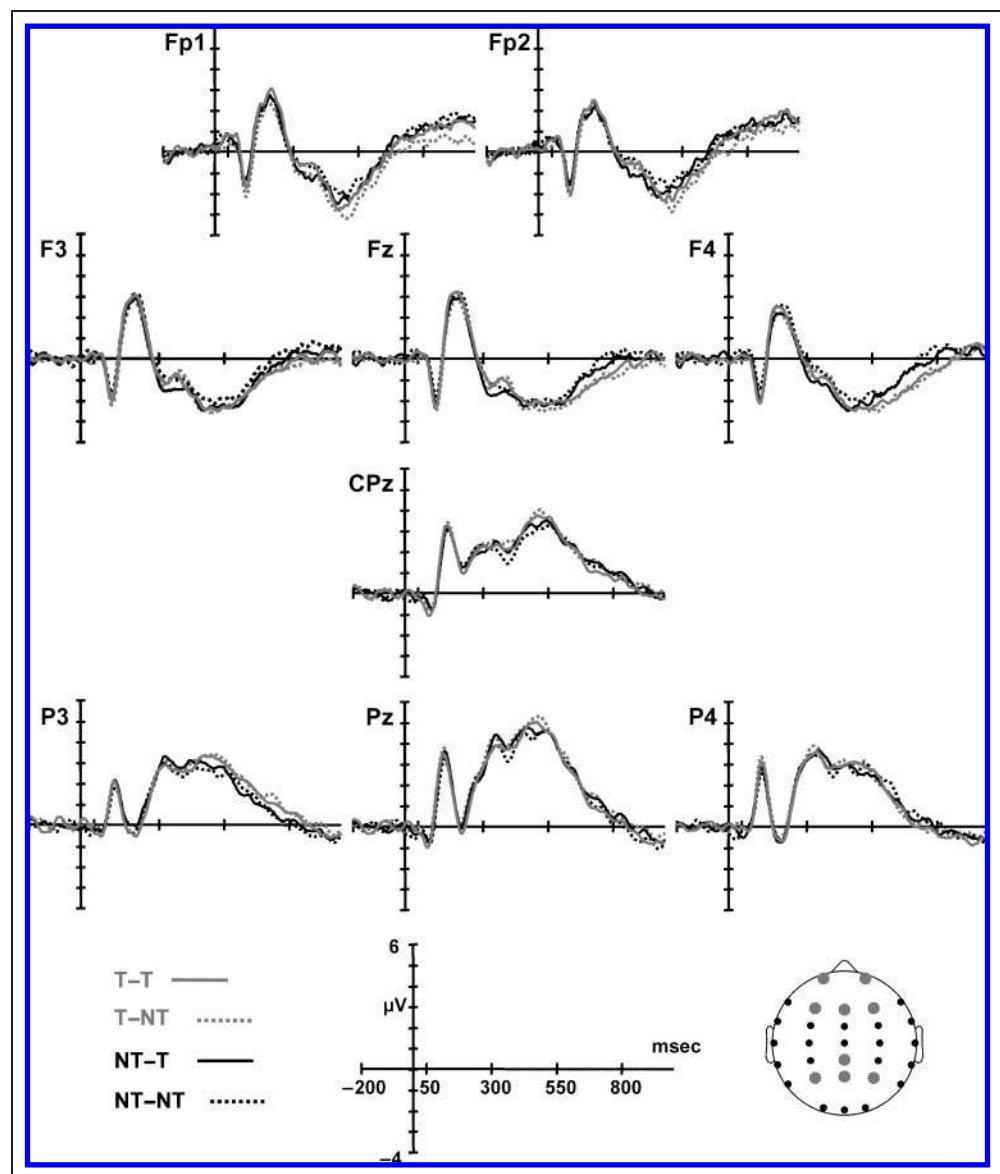 Fp1 Fp2
F3 Fz F4
CPz
P3 Pz P4
6
µV
msec
–200 50 300 550 800
–4
T–T
T–NT
NT–T
NT–NT